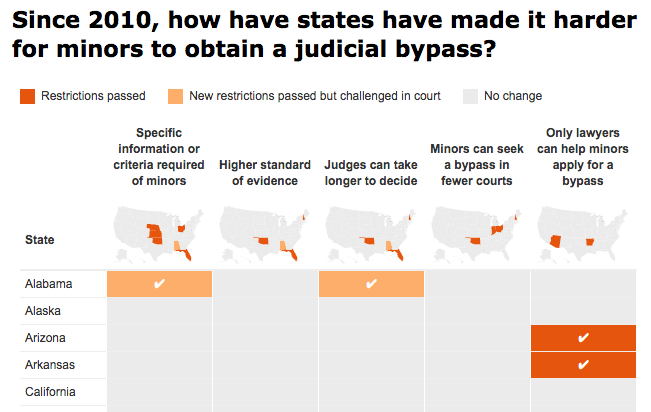 Since 2010, how have states have made it harder
for minors to obtain a judicial bypass?
Restrictions passed New restrictions passed but challenged in court No change
Specific
information or
criteria required
of minors
Higher standard
of evidence
Judges can take
longer to decide
Minors can seek
a bypass in
fewer courts
Only lawyers
can help minors
apply for a
bypass
State
Alabama ✔ ✔
Alaska
Arizona ✔
Arkansas ✔
California